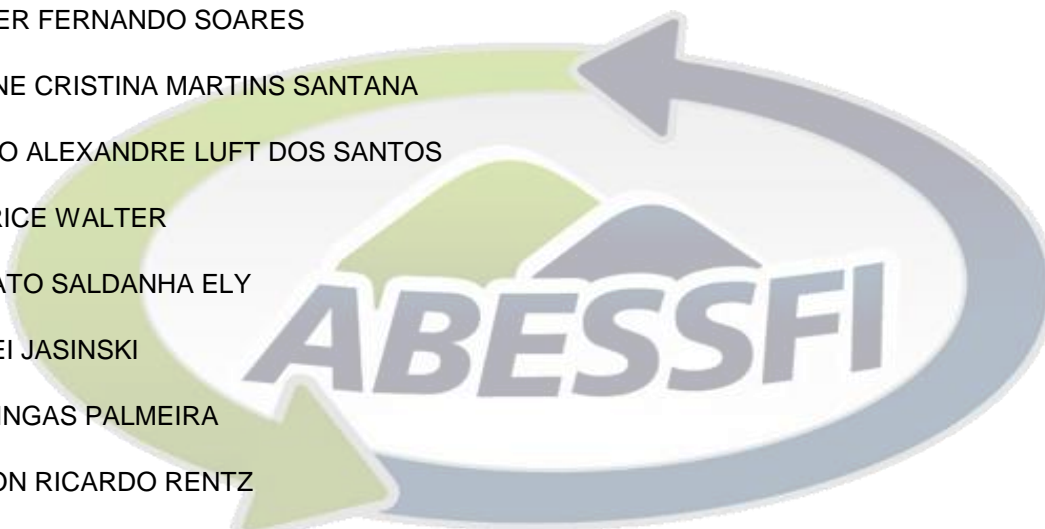 ER FERNANDO SOARES
NE CRISTINA MARTINS SANTANA
O ALEXANDRE LUFT DOS SANTOS
RICE WALTER
ATO SALDANHA ELY
EI JASINSKI
INGAS PALMEIRA
ON RICARDO RENTZ
ABESSFI